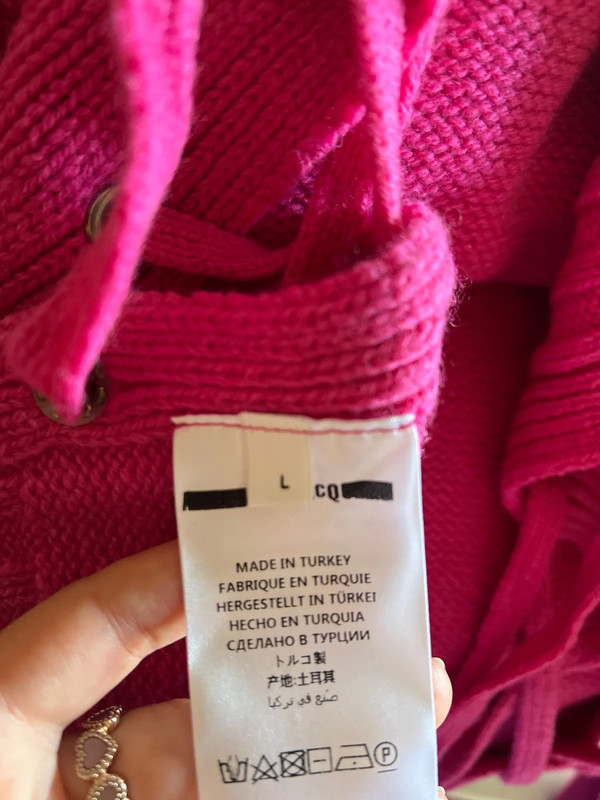 L
CQ
MADE IN TURKEY
FABRIQUE EN TURQUIE
HERGESTELLT IN TÜRKEI
HECHO EN TURQUIA
СДЕЛАНО В ТУРЦИИ
トルコ製
产地:土耳其
صنع في تركيا
P